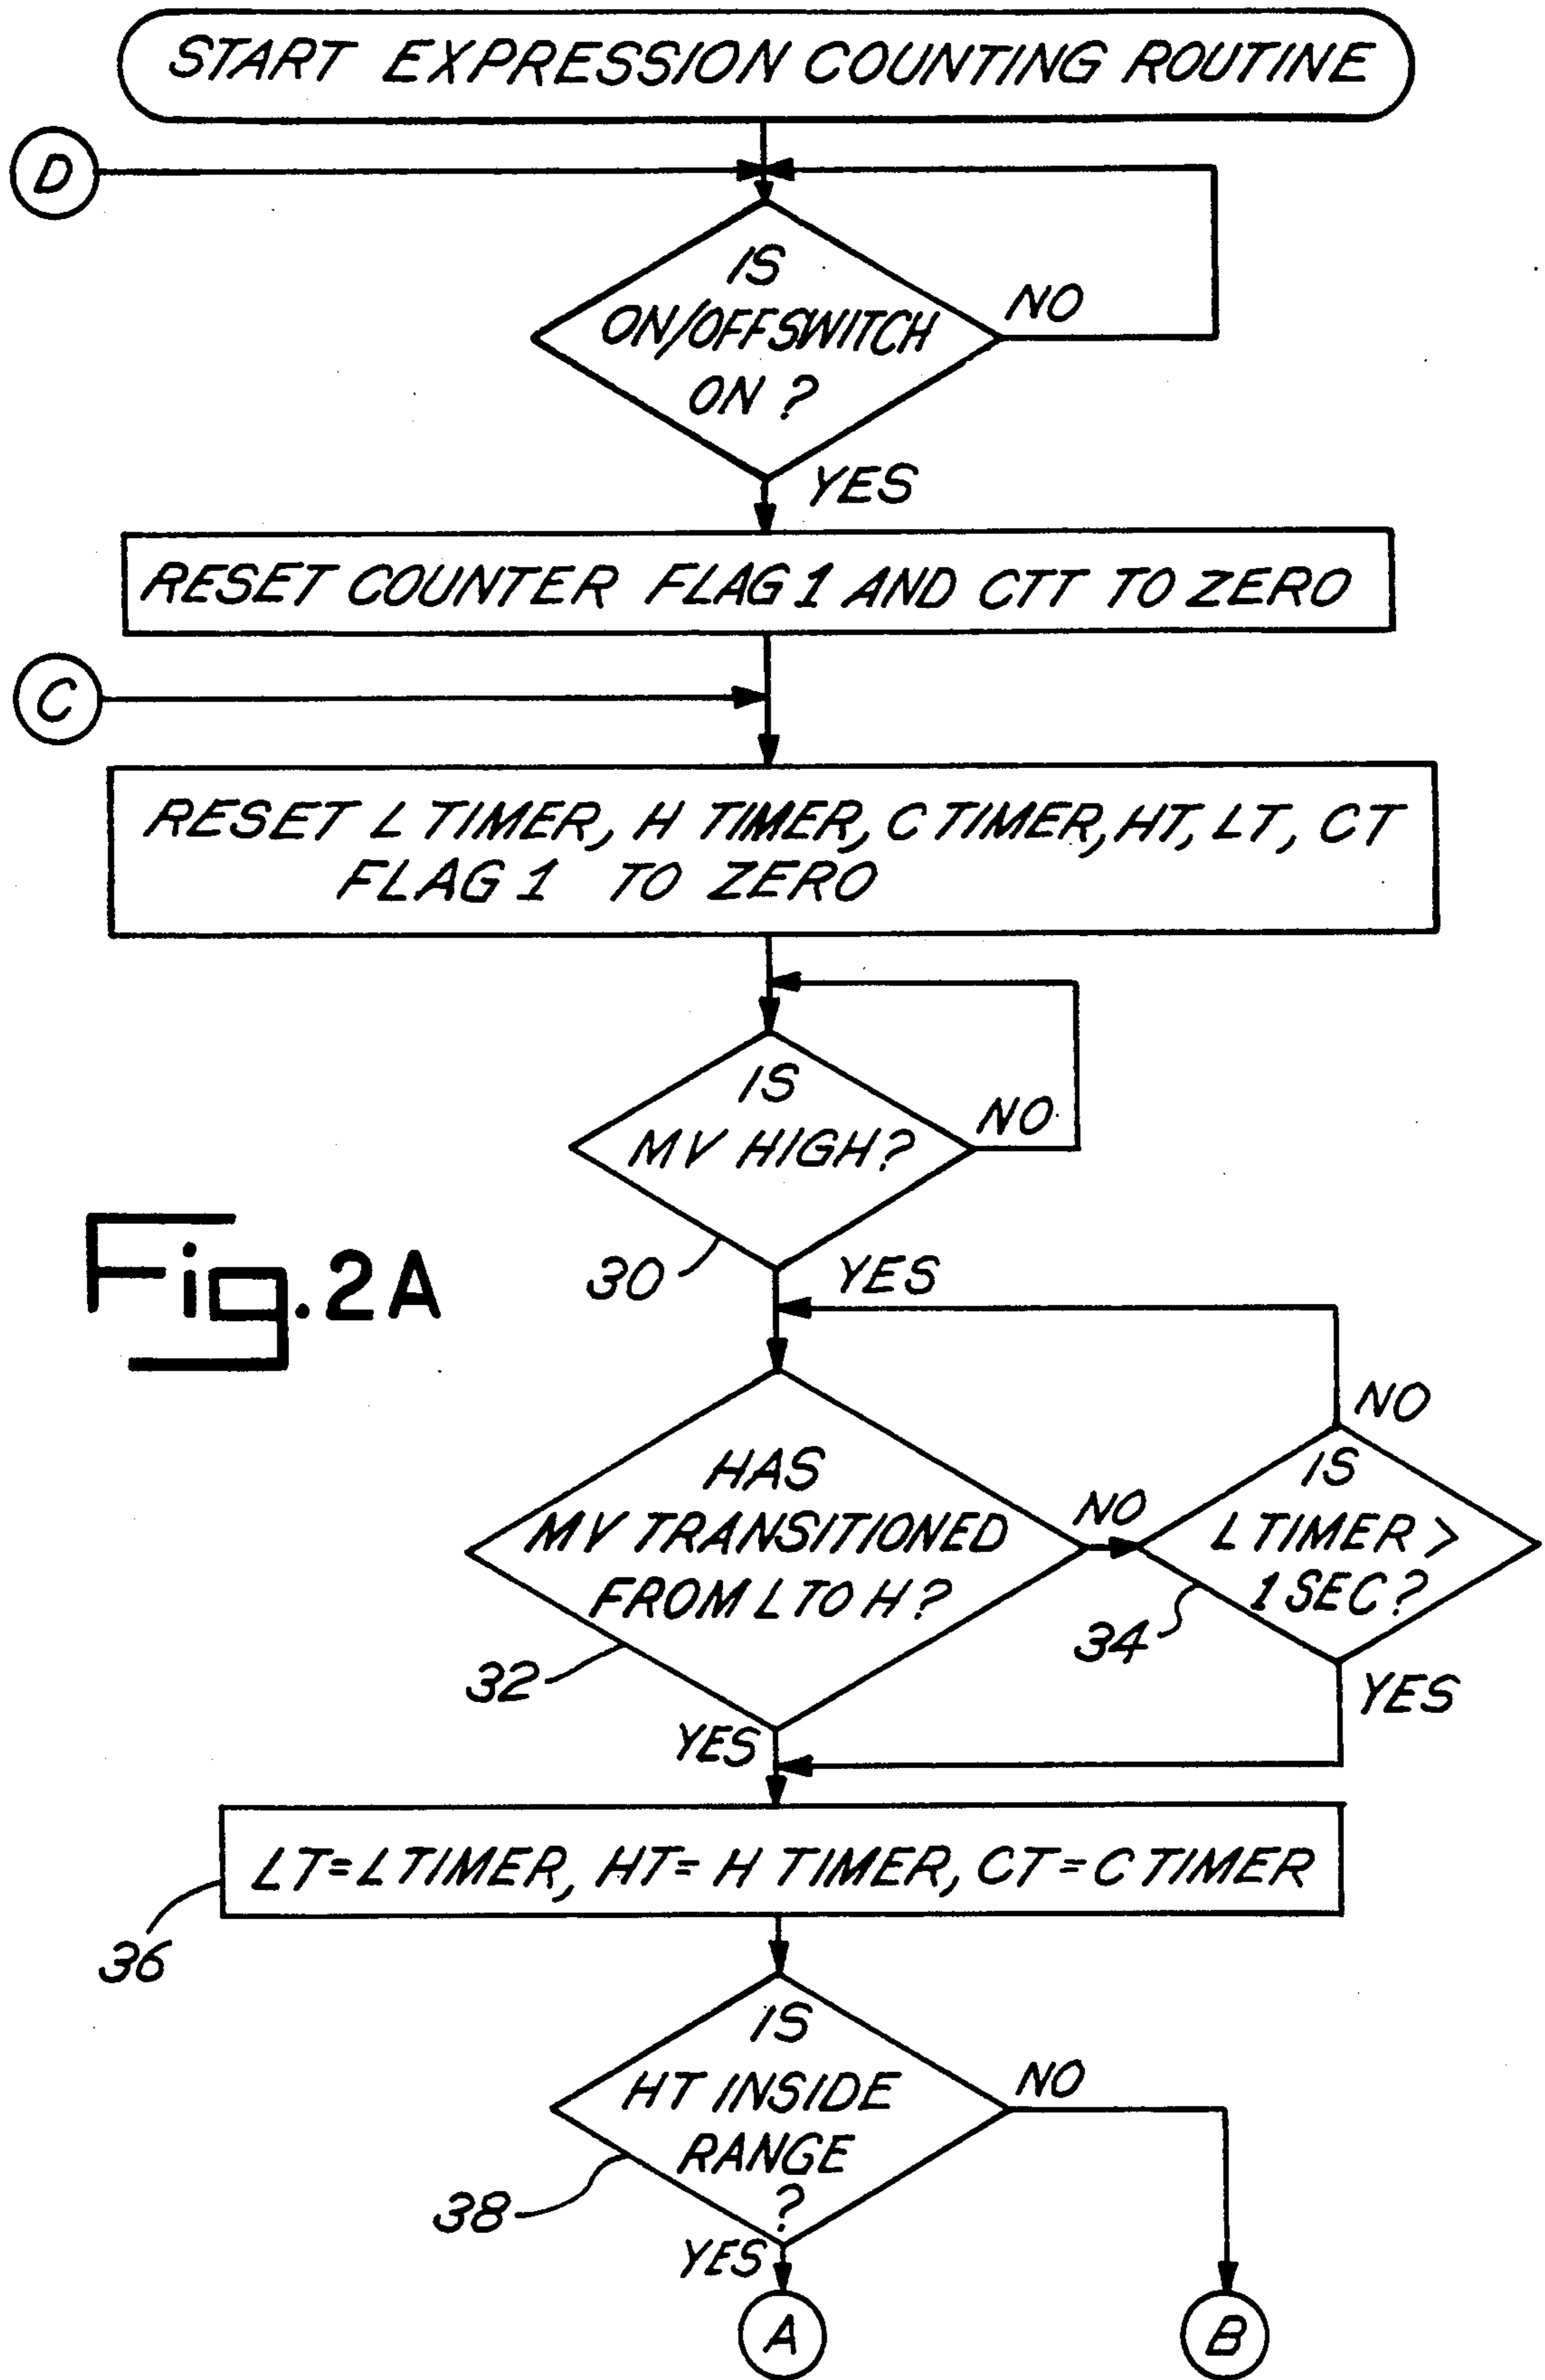 START EXPRESSION COUNTING ROUTINE
D
IS
ON/OFF SWITCH
ON ?
NO
YES
RESET COUNTER FLAG 1 AND CTT TO ZERO
C
RESET L TIMER, H TIMER, C TIMER, HT, LT, CT
FLAG 1 TO ZERO
IS
MV HIGH?
NO
30
YES
Fig. 2A
HAS
MV TRANSITIONED
FROM L TO H?
NO
32
YES
IS
L TIMER >
1 SEC?
NO
34
YES
LT = L TIMER, HT = H TIMER, CT = C TIMER
36
IS
HT INSIDE
RANGE
?
NO
38
YES
A
B